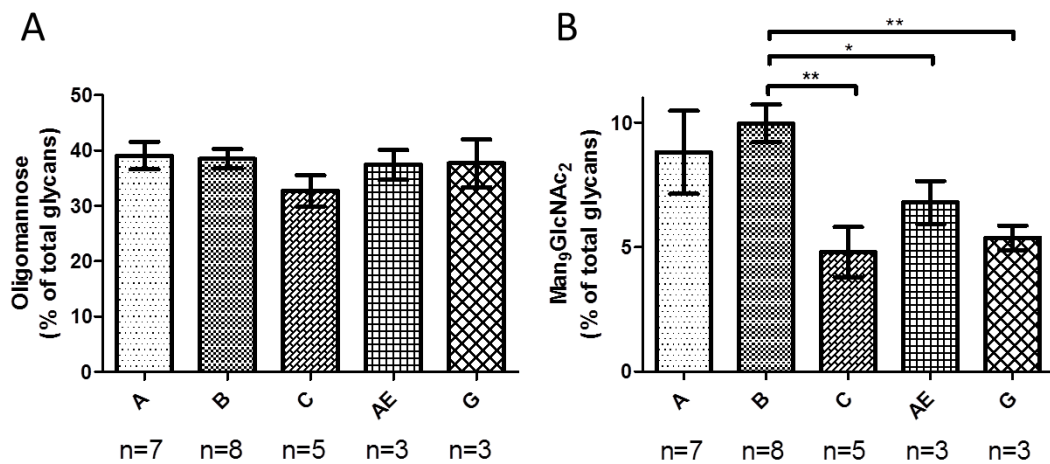 A
Oligotmannose
(% of total glycans)
50
40
30
20
10
0
A
B
C
AE
G
n=7
n=8
n=5
n=3
n=3
B
**
*
**
Man₉GlcNAc₂
(% of total glycans)
10
5
0
A
B
C
AE
G
n=7
n=8
n=5
n=3
n=3